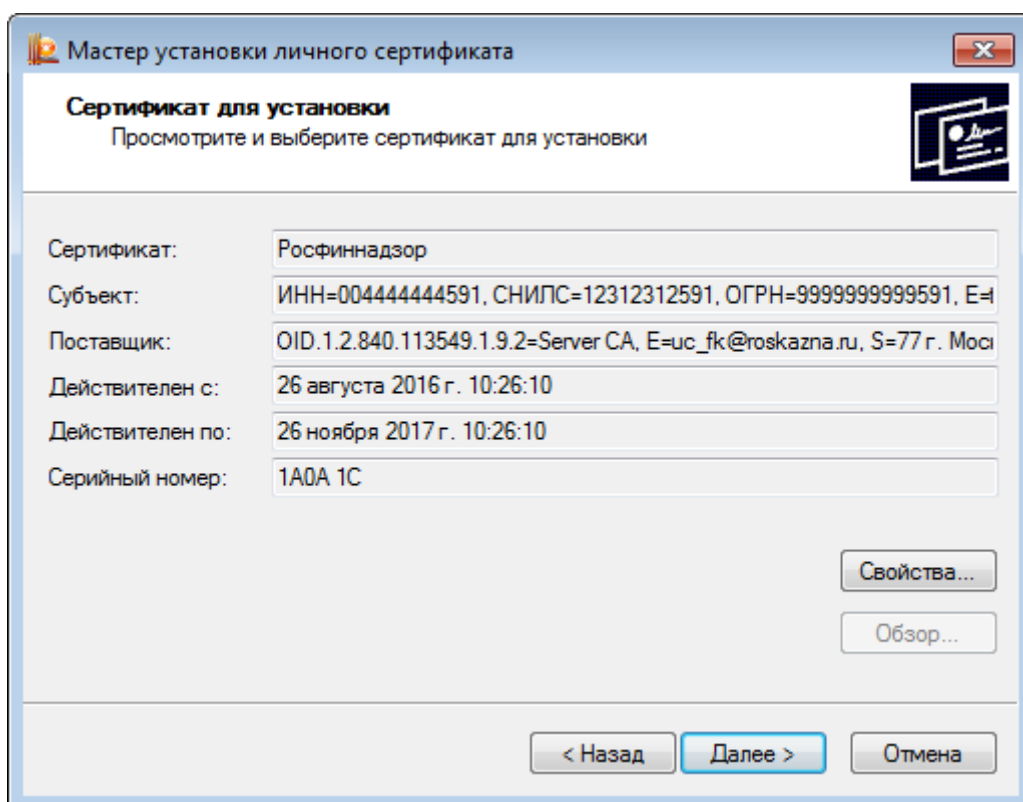 Мастер установки личного сертификата
Сертификат для установки
Просмотрите и выберите сертификат для установки
Сертификат: Росфиннадзор
Субъект: ИНН=004444444591, СНИЛС=12312312591, ОГРН=9999999999591, E=
Поставщик: OID.1.2.840.113549.1.9.2=Server CA, E=uc_fk@roskazna.ru, S=77 г. Мос
Действителен с: 26 августа 2016 г. 10:26:10
Действителен по: 26 ноября 2017 г. 10:26:10
Серийный номер: 1A0A 1C
Свойства...
Обзор...
< Назад Далее > Отмена